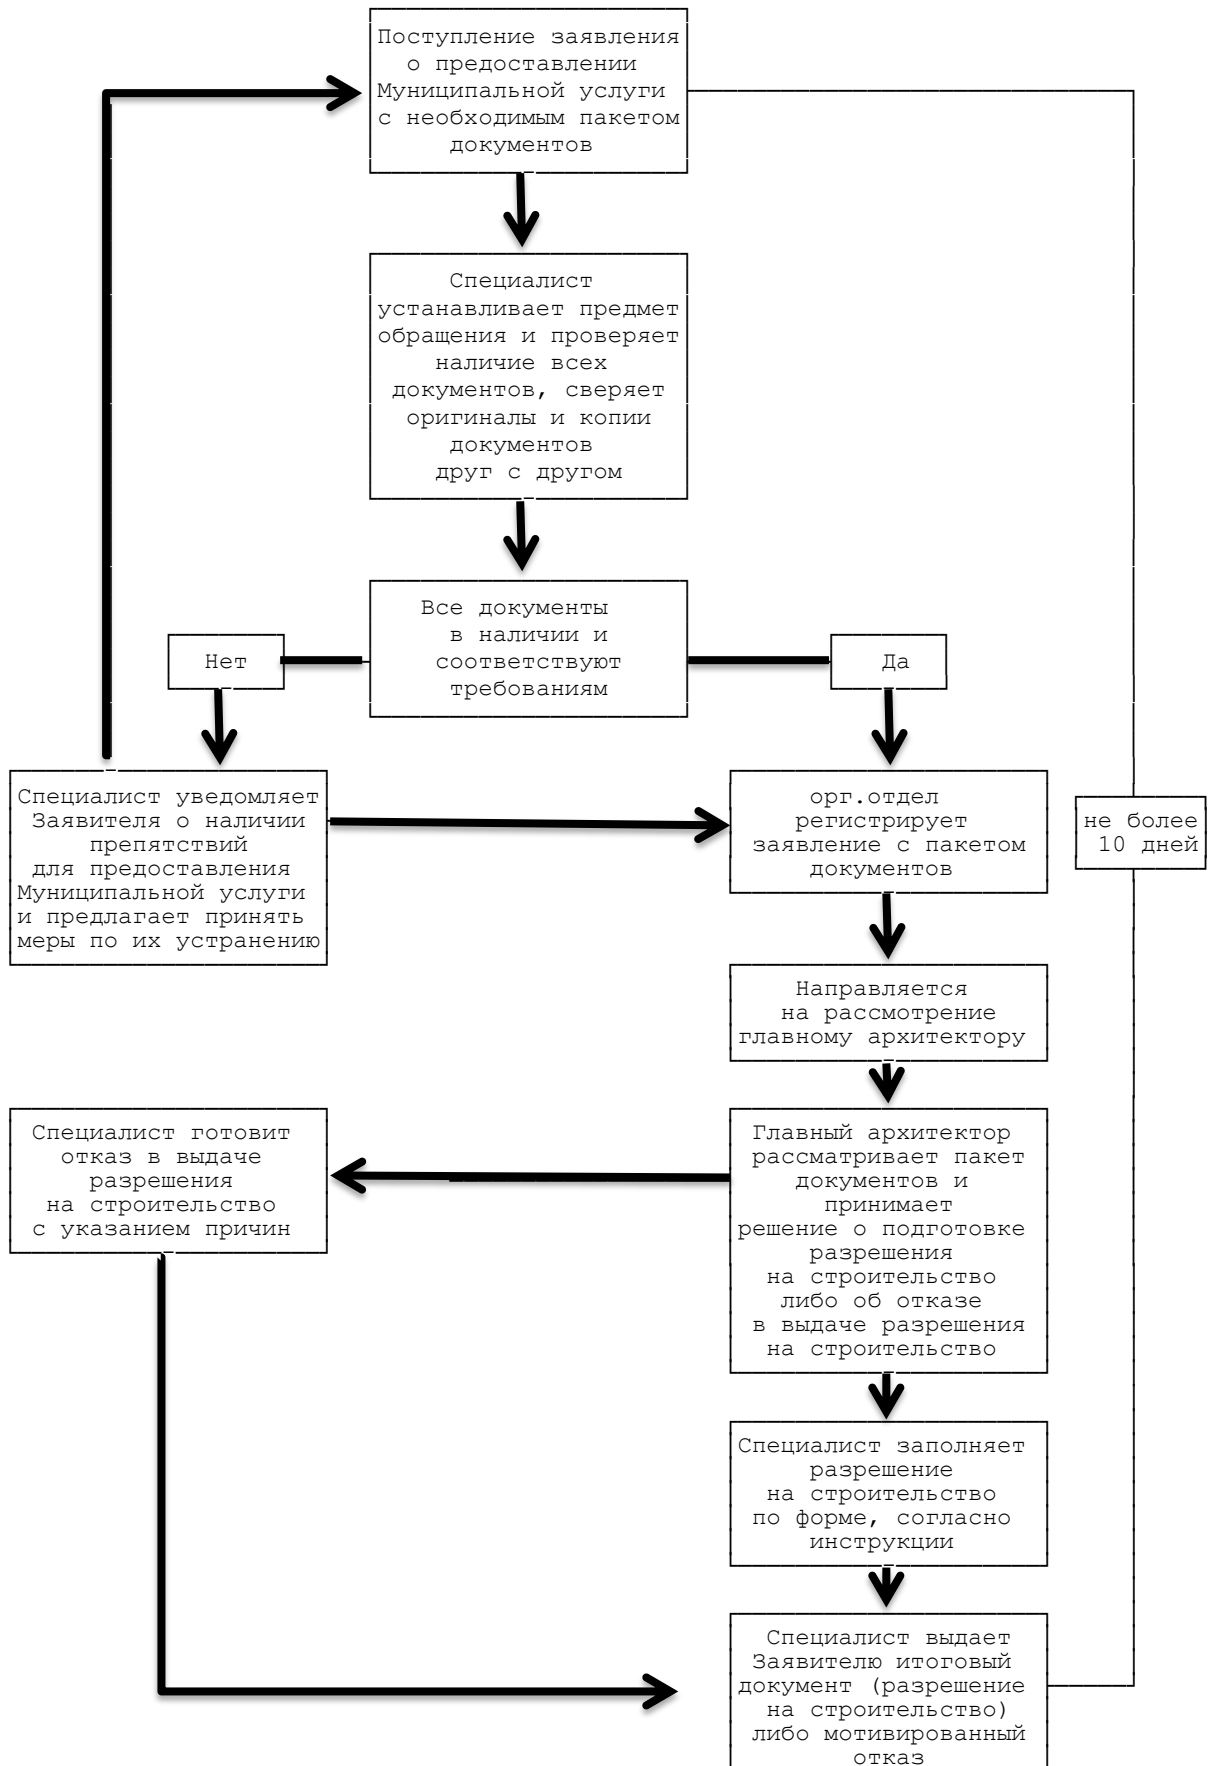 Поступление заявления
о предоставлении
Муниципальной услуги
с необходимым пакетом
документов
Специалист
устанавливает предмет
обращения и проверяет
наличие всех
документов, сверяет
оригиналы и копии
документов
друг с другом
Все документы
в наличии и
соответствуют
требованиям
Нет
Да
Специалист уведомляет
Заявителя о наличии
препятствий
для предоставления
Муниципальной услуги
и предлагает принять
меры по их устранению
орг.отдел
регистрирует
заявление с пакетом
документов
не более
10 дней
Направляется
на рассмотрение
главному архитектору
Специалист готовит
отказ в выдаче
разрешения
на строительство
с указанием причин
Главный архитектор
рассматривает пакет
документов и
принимает
решение о подготовке
разрешения
на строительство
либо об отказе
в выдаче разрешения
на строительство
Специалист заполняет
разрешение
на строительство
по форме, согласно
инструкции
Специалист выдает
Заявителю итоговый
документ (разрешение
на строительство)
либо мотивированный
отказ